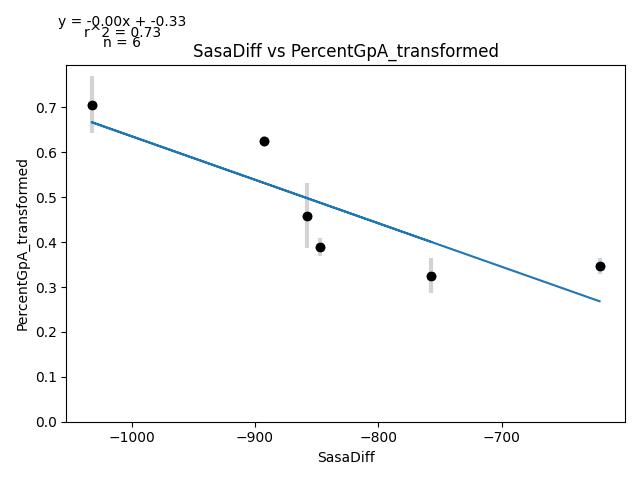 y = -0.00x + -0.33
r^2 = 0.73
n = 6
SasaDiff vs PercentGpA_transformed
PercentGpA_transformed
0.7
0.6
0.5
0.4
0.3
0.2
0.1
0.0
−1000
−900
−800
−700
SasaDiff